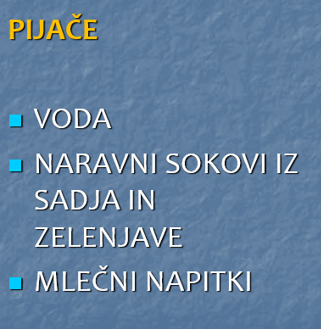 PIJAČE
VODA
NARAVNI SOKOVI IZ
SADJA IN
ZELENJAVE
MLEČNI NAPITKI